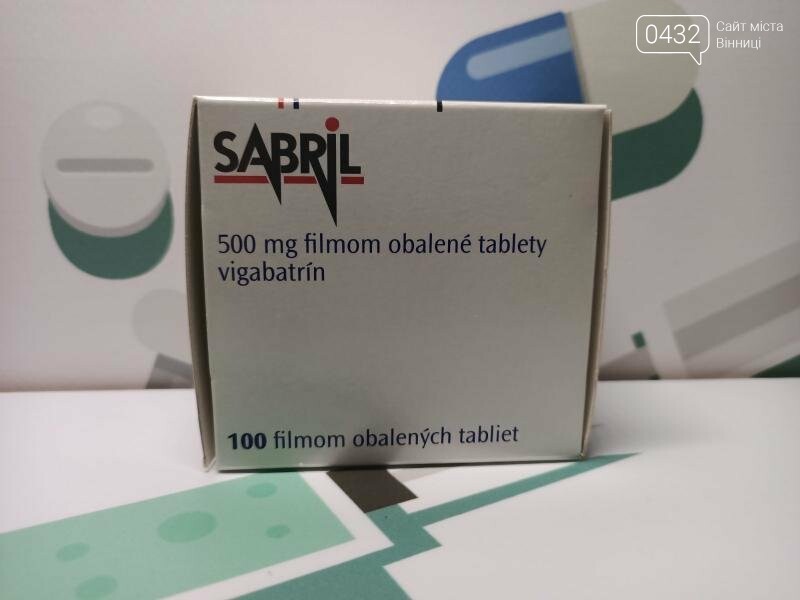 0432
Сайт міста
Вінниці
SABRIL
500 mg filmom obalené tablety
vigabatrín
100 filmom obalených tabliet